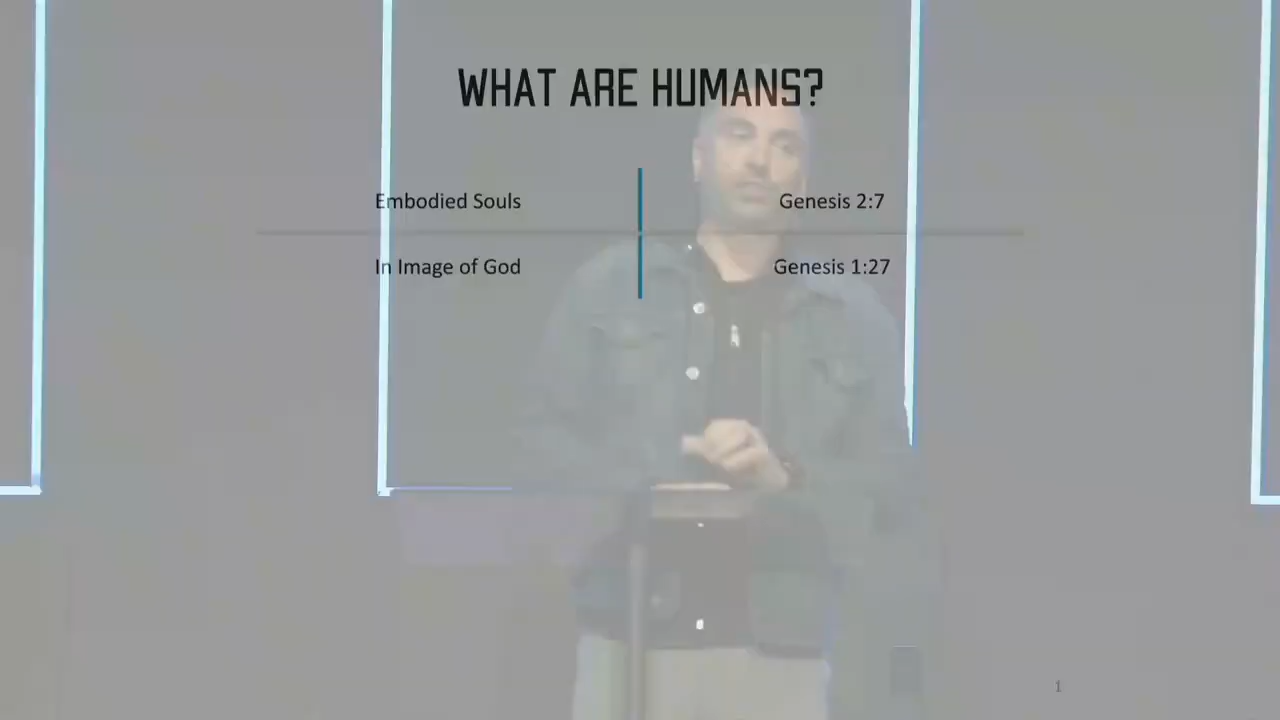 WHAT ARE HUMANS?
Embodied Souls Genesis 2:7
In Image of God Genesis 1:27
1